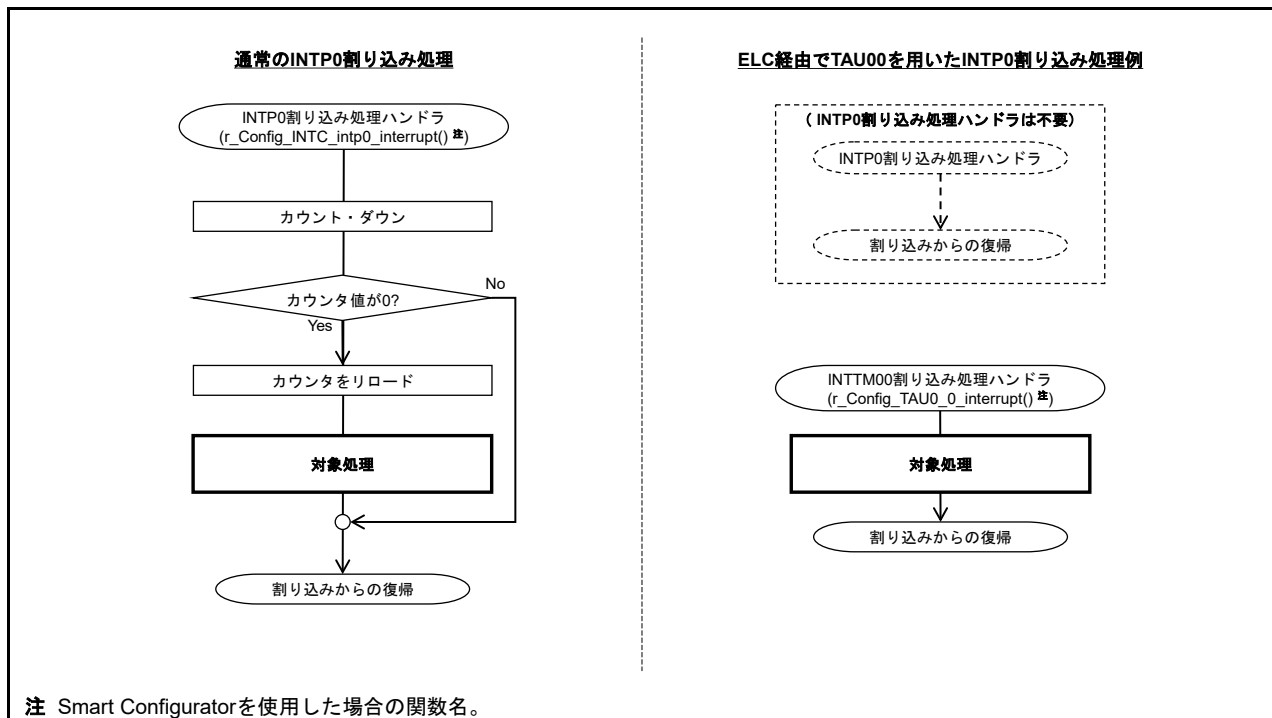 通常のINTP0割り込み処理
INTP0割り込み処理ハンドラ
(r_Config_INTC_intp0_interrupt() 注)
カウント・ダウン
カウンタ値が0?
No
Yes
カウンタをリロード
対象処理
割り込みからの復帰
ELC経由でTAU00を用いたINTP0割り込み処理例
( INTP0割り込み処理ハンドラは不要)
INTP0割り込み処理ハンドラ
割り込みからの復帰
INTTM00割り込み処理ハンドラ
(r_Config_TAU0_0_interrupt() 注)
対象処理
割り込みからの復帰
注 Smart Configuratorを使用した場合の関数名。